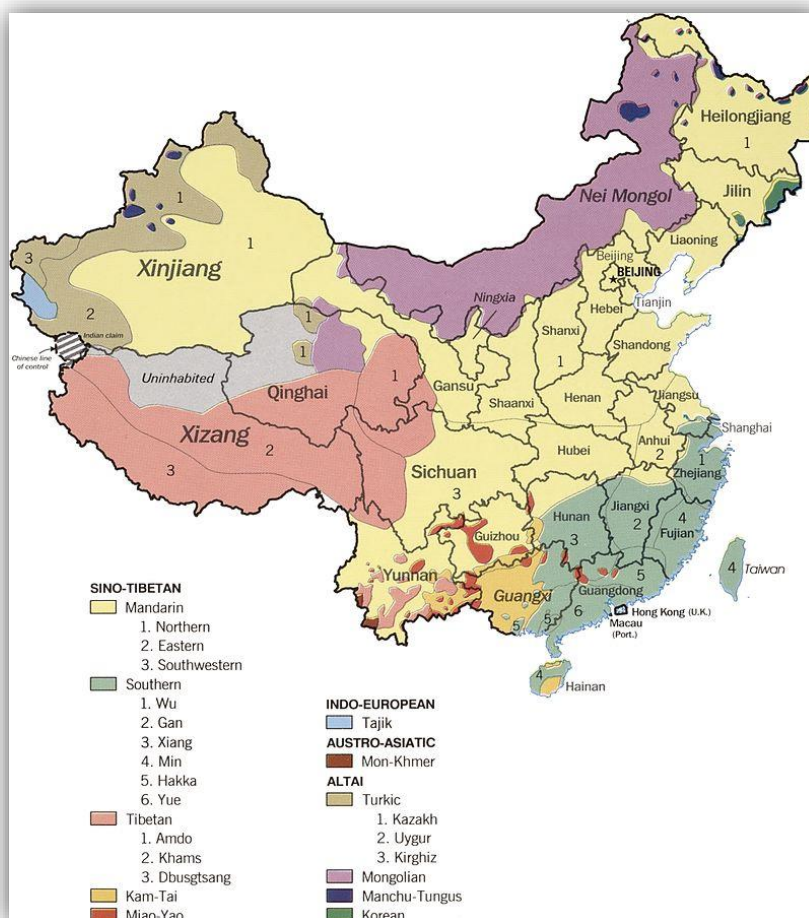 Heilongjiang
1
Jilin
Nei Mongol
Liaoning
1
1
Beijing
BEIJING
3
Xinjiang
Tianjin
Ningxia
Hebei
2
Shanxi
Indian claim
1
1
Shandong
Chinese line
of control
Uninhabited
1
Qinghai
1
Gansu
Shaanxi
Henan
Jiangsu
Xizang
2
Anhui
2
Shanghai
3
Sichuan
3
Hubei
1
Zhejiang
Guizhou
Hunan
3
Jiangxi
2
4
Fujian
Yunnan
Guangxi
5
Guangdong
6
5
5
4
Taiwan
Hong Kong (U.K.)
Macau
(Port.)
4
Hainan
SINO-TIBETAN
Mandarin
1. Northern
2. Eastern
3. Southwestern
Southern
1. Wu
2. Gan
3. Xiang
4. Min
5. Hakka
6. Yue
Tibetan
1. Amdo
2. Khams
3. Dbusgtsang
Kam-Tai
Miao-Yao
INDO-EUROPEAN
Tajik
AUSTRO-ASIATIC
Mon-Khmer
ALTAI
Turkic
1. Kazakh
2. Uygur
3. Kirghiz
Mongolian
Manchu-Tungus
Korean